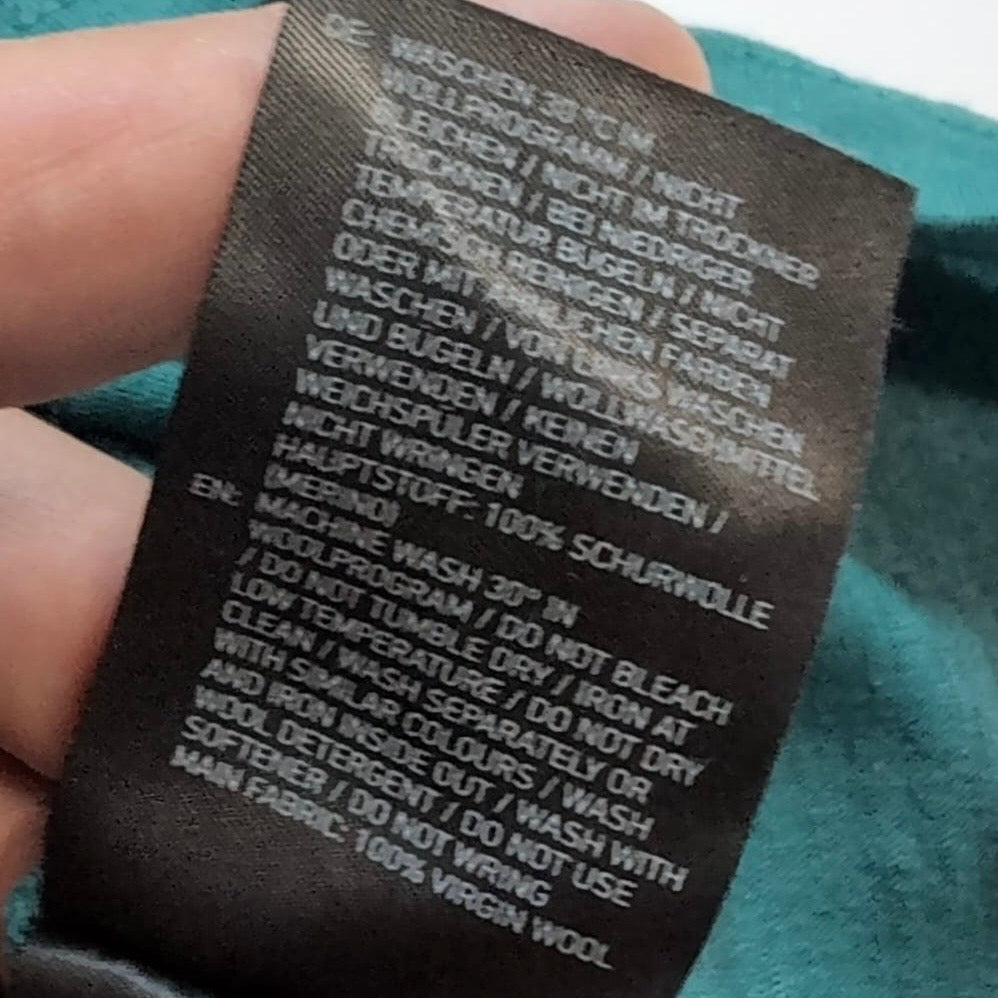 DE: WASCHEN 30 °C IM
WOLLPROGRAMM / NICHT
BLEICHEN / NICHT IM TROCKNER
TROCKNEN / BEI NIEDRIGER
TEMPERATUR BÜGELN / NICHT
CHEMISCH REINIGEN / SEPARAT
ODER MIT ÄHNLICHEN FARBEN
WASCHEN / VON LINKS WASCHEN
UND BÜGELN / WOLLWASCHMITTEL
VERWENDEN / KEINEN
WEICHSPÜLER VERWENDEN /
NICHT WRINGEN
HAUPTSTOFF: 100% SCHURWOLLE
(MERINO)
EN: MACHINE WASH 30° IN
WOOLPROGRAM / DO NOT BLEACH
/ DO NOT TUMBLE DRY / IRON AT
LOW TEMPERATURE / DO NOT DRY
CLEAN / WASH SEPARATELY OR
WITH SIMILAR COLOURS / WASH
AND IRON INSIDE OUT / WASH WITH
WOOL DETERGENT / DO NOT USE
SOFTENER / DO NOT WRING
MAIN FABRIC: 100% VIRGIN WOOL